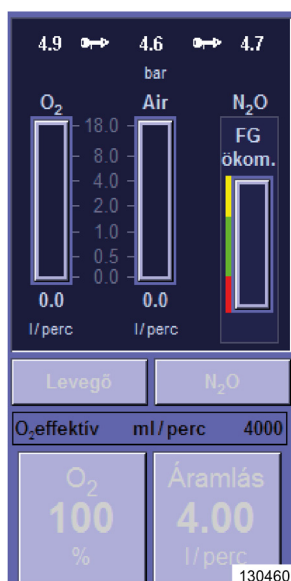 4.9 4.6 4.7
bar
O₂ Air N₂O
18.0
8.0
4.0
2.0
1.0
0.5
0.0
FG
ökom.
0.0 0.0
l/perc l/perc
Levegő N₂O
O₂effektív ml/perc 4000
O₂
100
%
Áramlás
4.00
l/perc
130460